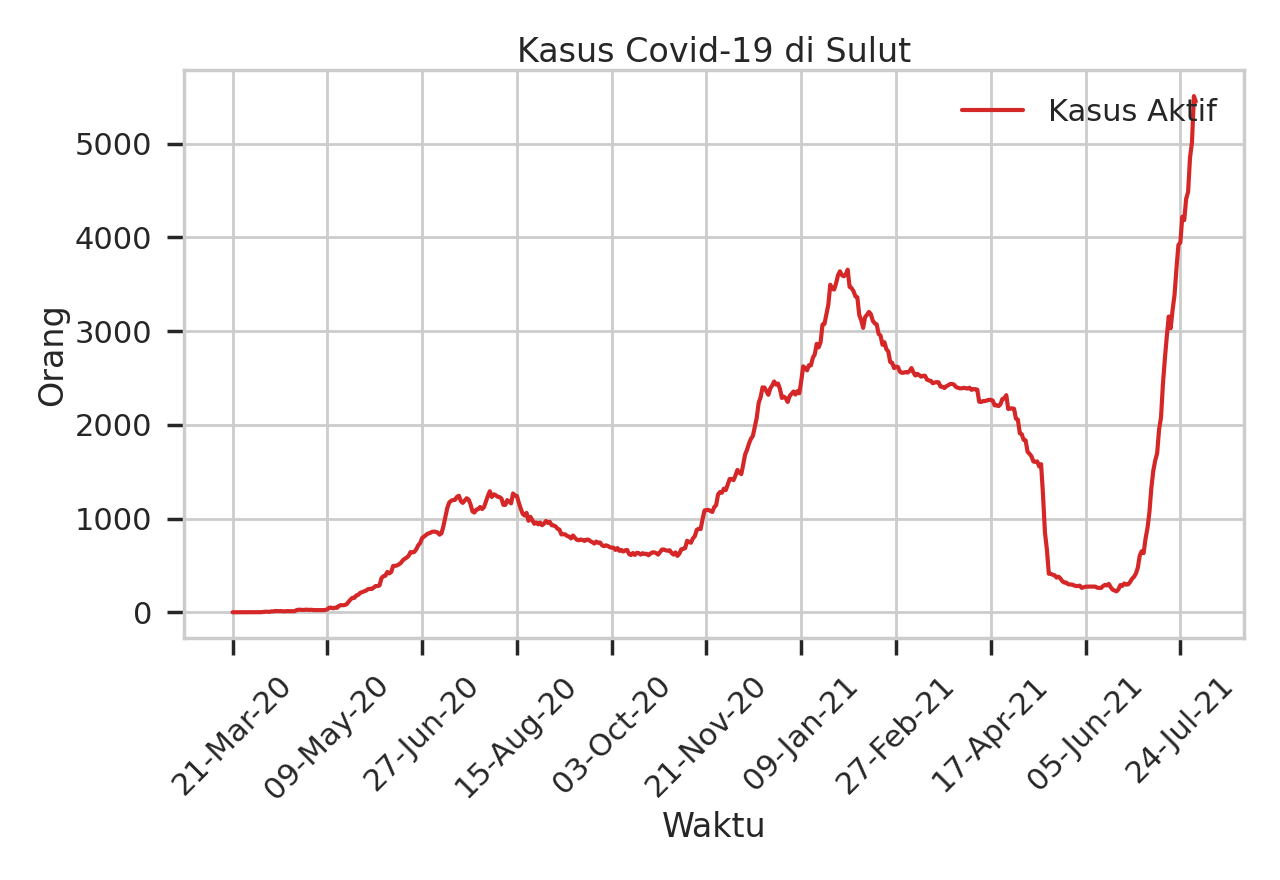 Kasus Covid-19 di Sulut
Kasus Aktif
5000
4000
3000
2000
1000
0
Orang
21-Mar-20
09-May-20
27-Jun-20
15-Aug-20
03-Oct-20
21-Nov-20
09-Jan-21
27-Feb-21
17-Apr-21
05-Jun-21
24-Jul-21
Waktu